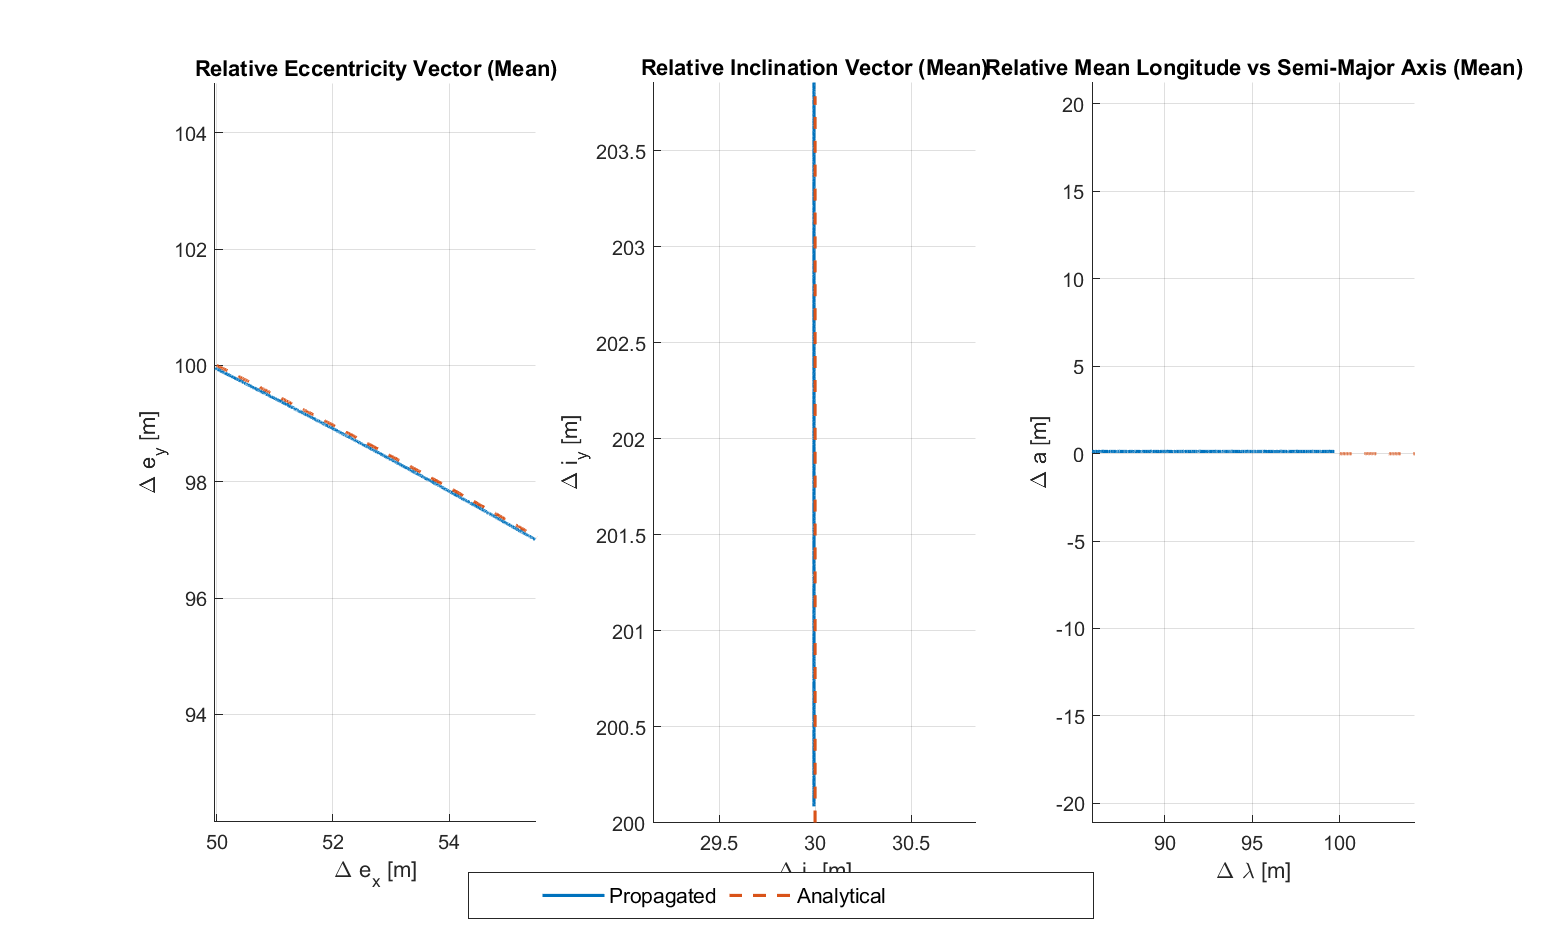 Relative Eccentricity Vector (Mean)
104
102
100
98
96
94
50 52 54
Δ e_y [m]
Δ e_x [m]
Relative Inclination Vector (Mean)
203.5
203
202.5
202
201.5
201
200.5
200
29.5 30 30.5
Δ i_y [m]
Relative Mean Longitude vs Semi-Major Axis (Mean)
20
15
10
5
0
-5
-10
-15
-20
90 95 100
Δ a [m]
Δ λ [m]
Propagated Analytical